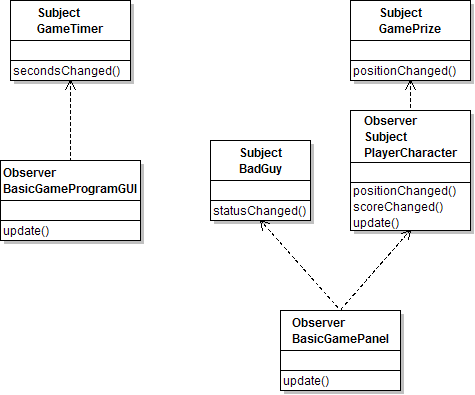 Subject
GameTimer
secondsChanged()
Subject
GamePrize
positionChanged()
Observer
Subject
PlayerCharacter
positionChanged()
scoreChanged()
update()
Subject
BadGuy
statusChanged()
Observer
BasicGameProgramGUI
update()
Observer
BasicGamePanel
update()